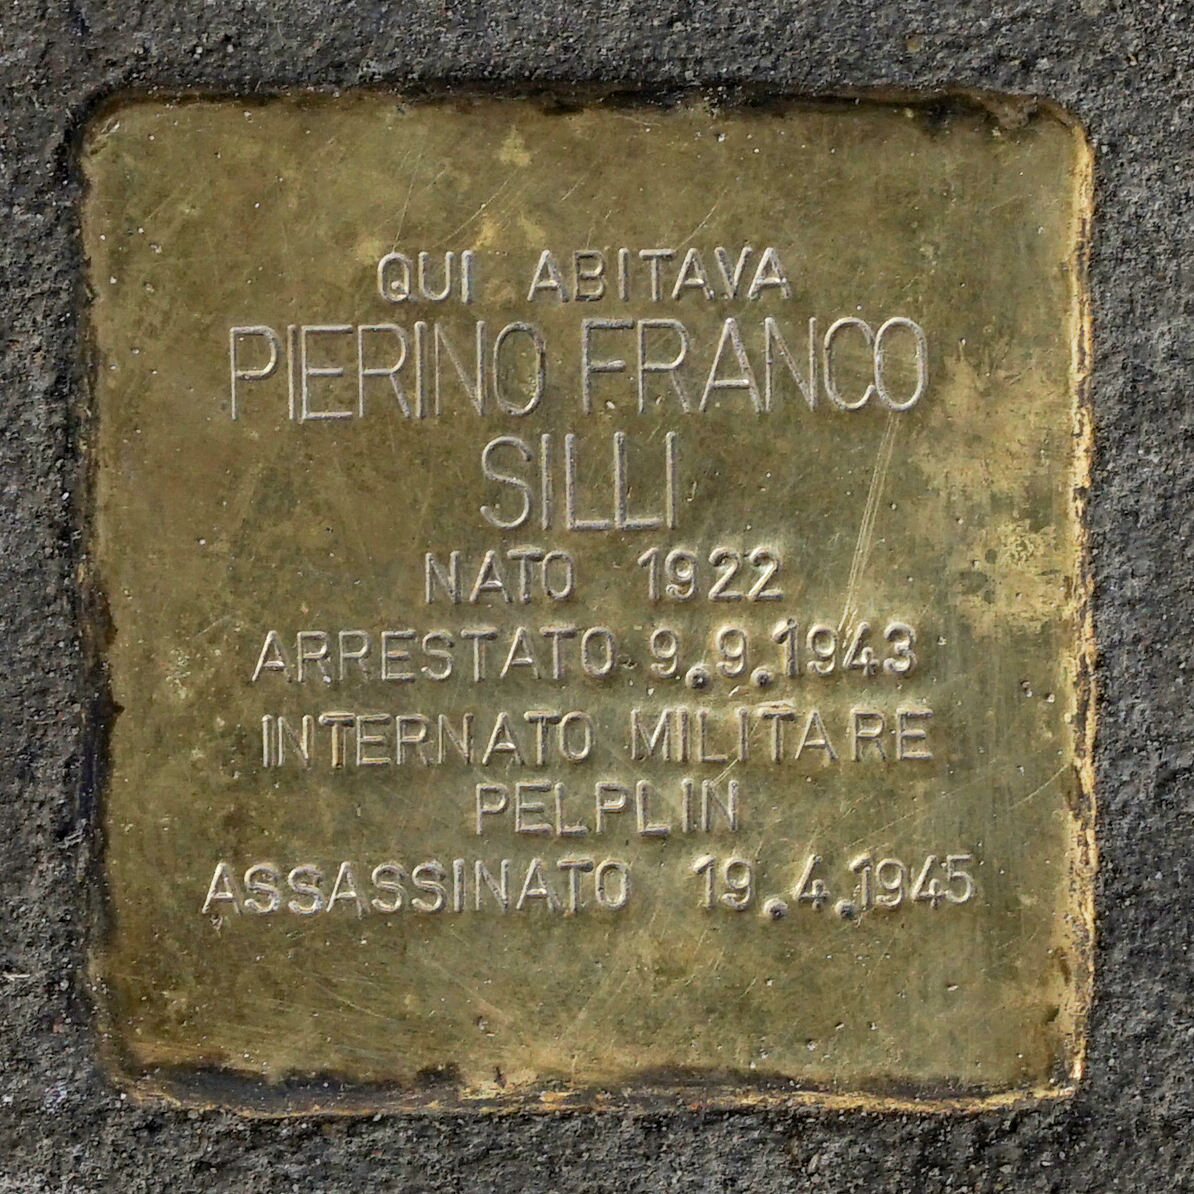 QUI ABITAVA
PIERINO FRANCO
SILLI
NATO 1922
ARRESTATO 9.9.1943
INTERNATO MILITARE
PELPLIN
ASSASSINATO 19.4.1945